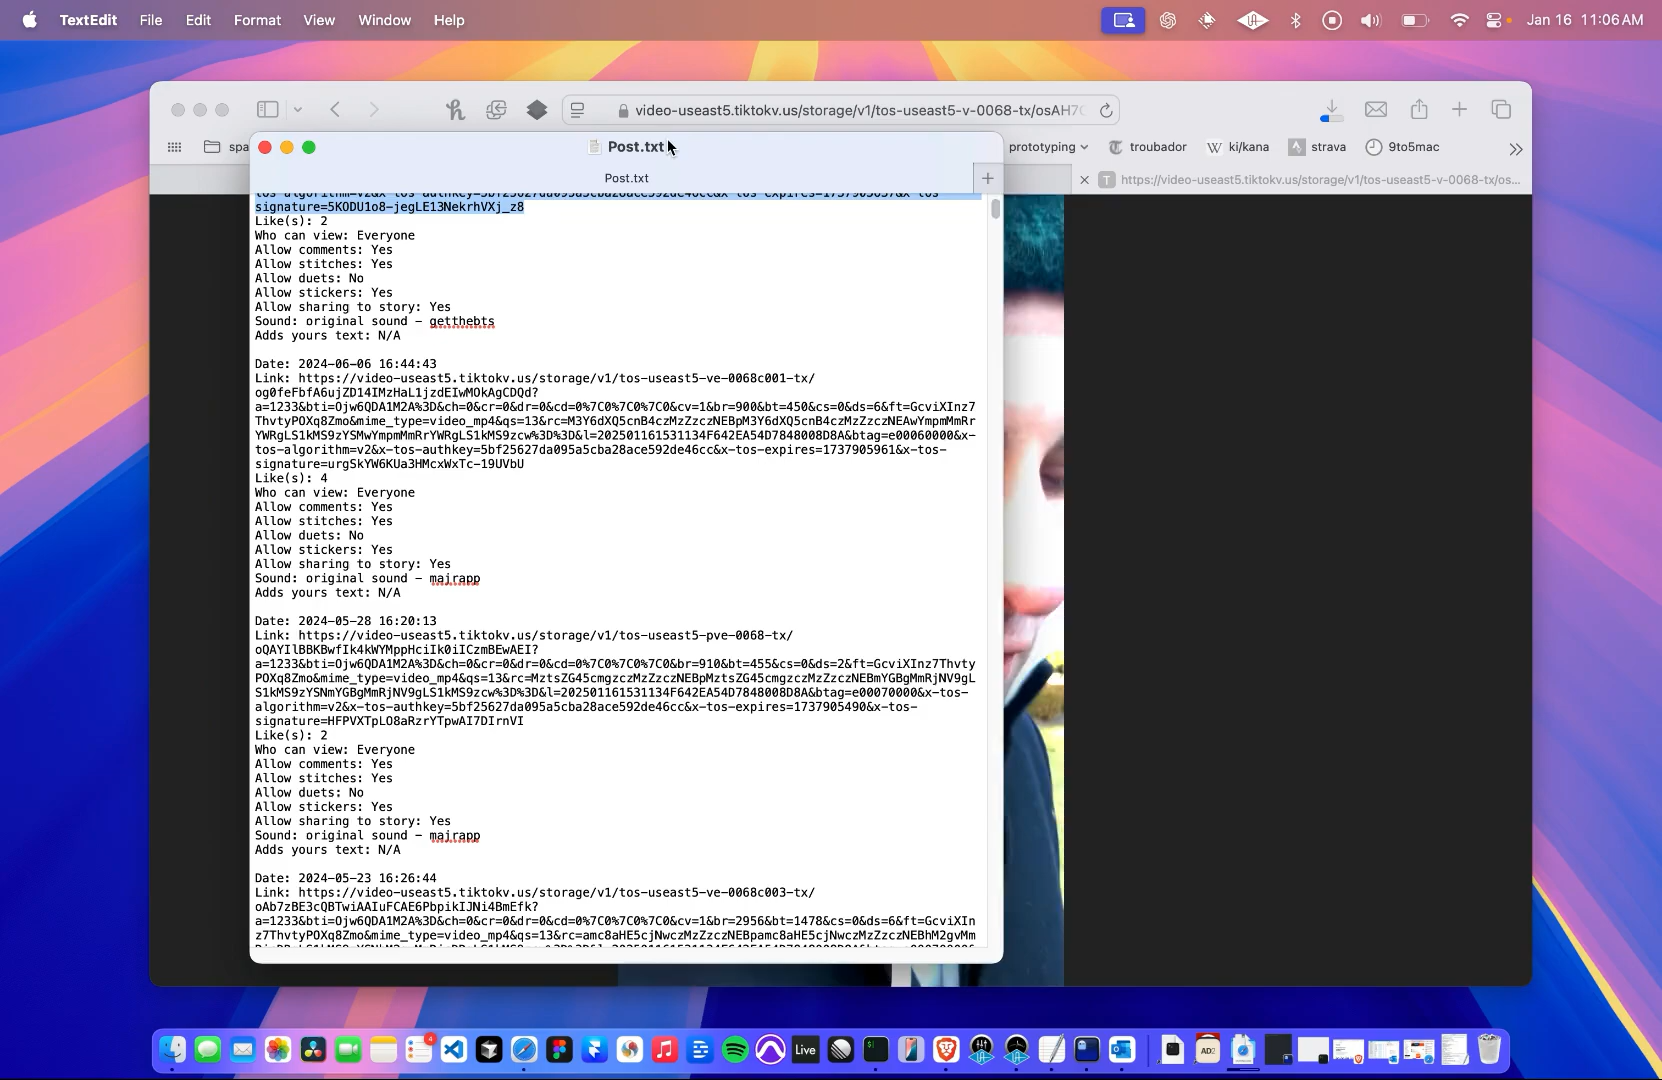 TextEdit File Edit Format View Window Help Jan 16 11:06 AM
video-useast5.tiktokv.us/storage/v1/tos-useast5-v-0068-tx/osAH7
spa
prototyping troubador ki/kana strava 9to5mac
Post.txt
Post.txt
https://video-useast5.tiktokv.us/storage/v1/tos-useast5-v-0068-tx/os...
signature=5KODU1o8-jegLE13NekrhVXj_z8
Like(s): 2
Who can view: Everyone
Allow comments: Yes
Allow stitches: Yes
Allow duets: No
Allow stickers: Yes
Allow sharing to story: Yes
Sound: original sound - getthebts
Adds yours text: N/A
Date: 2024-06-06 16:44:43
Link: https://video-useast5.tiktokv.us/storage/v1/tos-useast5-ve-0068c001-tx/
og0feFbfA6ujZD14IMzHaL1jzdEIwMOkAgCDQd?
a=1233&bti=Ojw6QDA1M2A%3D&ch=0&cr=0&dr=0&cd=0%7C0%7C0%7C0&cv=1&br=900&bt=450&cs=0&ds=6&ft=GcviXInz7
ThvtyPOXq8Zmo&mime_type=video_mp4&qs=13&rc=M3Y6dXQ5cnB4czMzZzczNEBpM3Y6dXQ5cnB4czMzZzczNEAwYmpmMmRr
YWRgLS1kMS9zYSMwYmpmMmRrYWRgLS1kMS9zcw%3D%3D&l=202501161531134F642EA54D7848008D8A&btag=e00060000&x-
tos-algorithm=v2&x-tos-authkey=5bf25627da095a5cba28ace592de46cc&x-tos-expires=1737905961&x-tos-
signature=urgSkYW6KUa3HMcxWxTc-19UVbU
Like(s): 4
Who can view: Everyone
Allow comments: Yes
Allow stitches: Yes
Allow duets: No
Allow stickers: Yes
Allow sharing to story: Yes
Sound: original sound - majrapp
Adds yours text: N/A
Date: 2024-05-28 16:20:13
Link: https://video-useast5.tiktokv.us/storage/v1/tos-useast5-pve-0068-tx/
oQAYIlBBKBwfIk4kWYMppHciIk0iICzmBEwAEI?
a=1233&bti=Ojw6QDA1M2A%3D&ch=0&cr=0&dr=0&cd=0%7C0%7C0%7C0&br=910&bt=455&cs=0&ds=2&ft=GcviXInz7Thvty
POXq8Zmo&mime_type=video_mp4&qs=13&rc=MztsZG45cmgzczMzZzczNEBpMztsZG45cmgzczMzZzczNEBmYGBgMmRjNV9gL
S1kMS9zYSNmYGBgMmRjNV9gLS1kMS9zcw%3D%3D&l=202501161531134F642EA54D7848008D8A&btag=e00070000&x-tos-
algorithm=v2&x-tos-authkey=5bf25627da095a5cba28ace592de46cc&x-tos-expires=1737905490&x-tos-
signature=HFPVXTpLO8aRzrYTpwAI7DIrnVI
Like(s): 2
Who can view: Everyone
Allow comments: Yes
Allow stitches: Yes
Allow duets: No
Allow stickers: Yes
Allow sharing to story: Yes
Sound: original sound - majrapp
Adds yours text: N/A
Date: 2024-05-23 16:26:44
Link: https://video-useast5.tiktokv.us/storage/v1/tos-useast5-ve-0068c003-tx/
oAb7zBE3cQBTwiAAIuFCAE6PbpikIJNi4BmEfk?
a=1233&bti=Ojw6QDA1M2A%3D&ch=0&cr=0&dr=0&cd=0%7C0%7C0%7C0&cv=1&br=2956&bt=1478&cs=0&ds=6&ft=GcviXIn
z7ThvtyPOXq8Zmo&mime_type=video_mp4&qs=13&rc=amc8aHE5cjNwczMzZzczNEBpamc8aHE5cjNwczMzZzczNEBhM2gvMm
4
Live
AD2